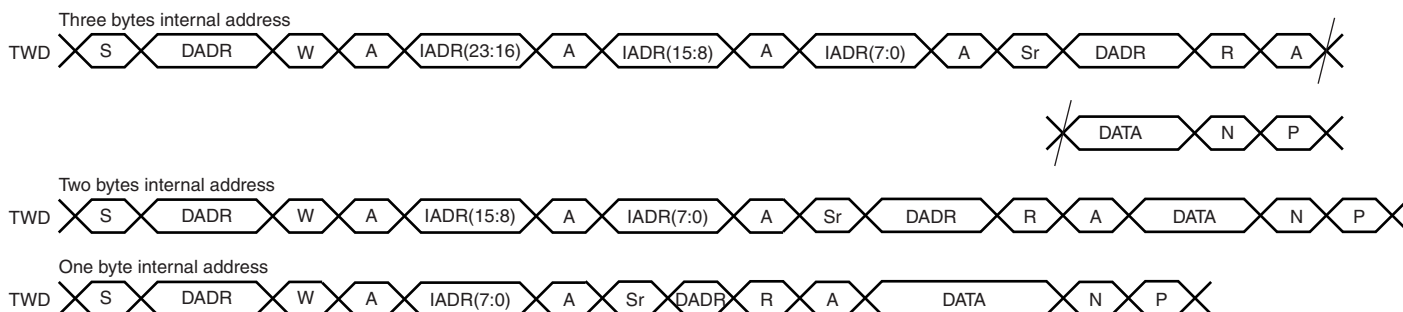 Three bytes internal address
TWD S DADR W A IADR(23:16) A IADR(15:8) A IADR(7:0) A Sr DADR R A
DATA N P
Two bytes internal address
TWD S DADR W A IADR(15:8) A IADR(7:0) A Sr DADR R A DATA N P
One byte internal address
TWD S DADR W A IADR(7:0) A Sr DADR R A DATA N P